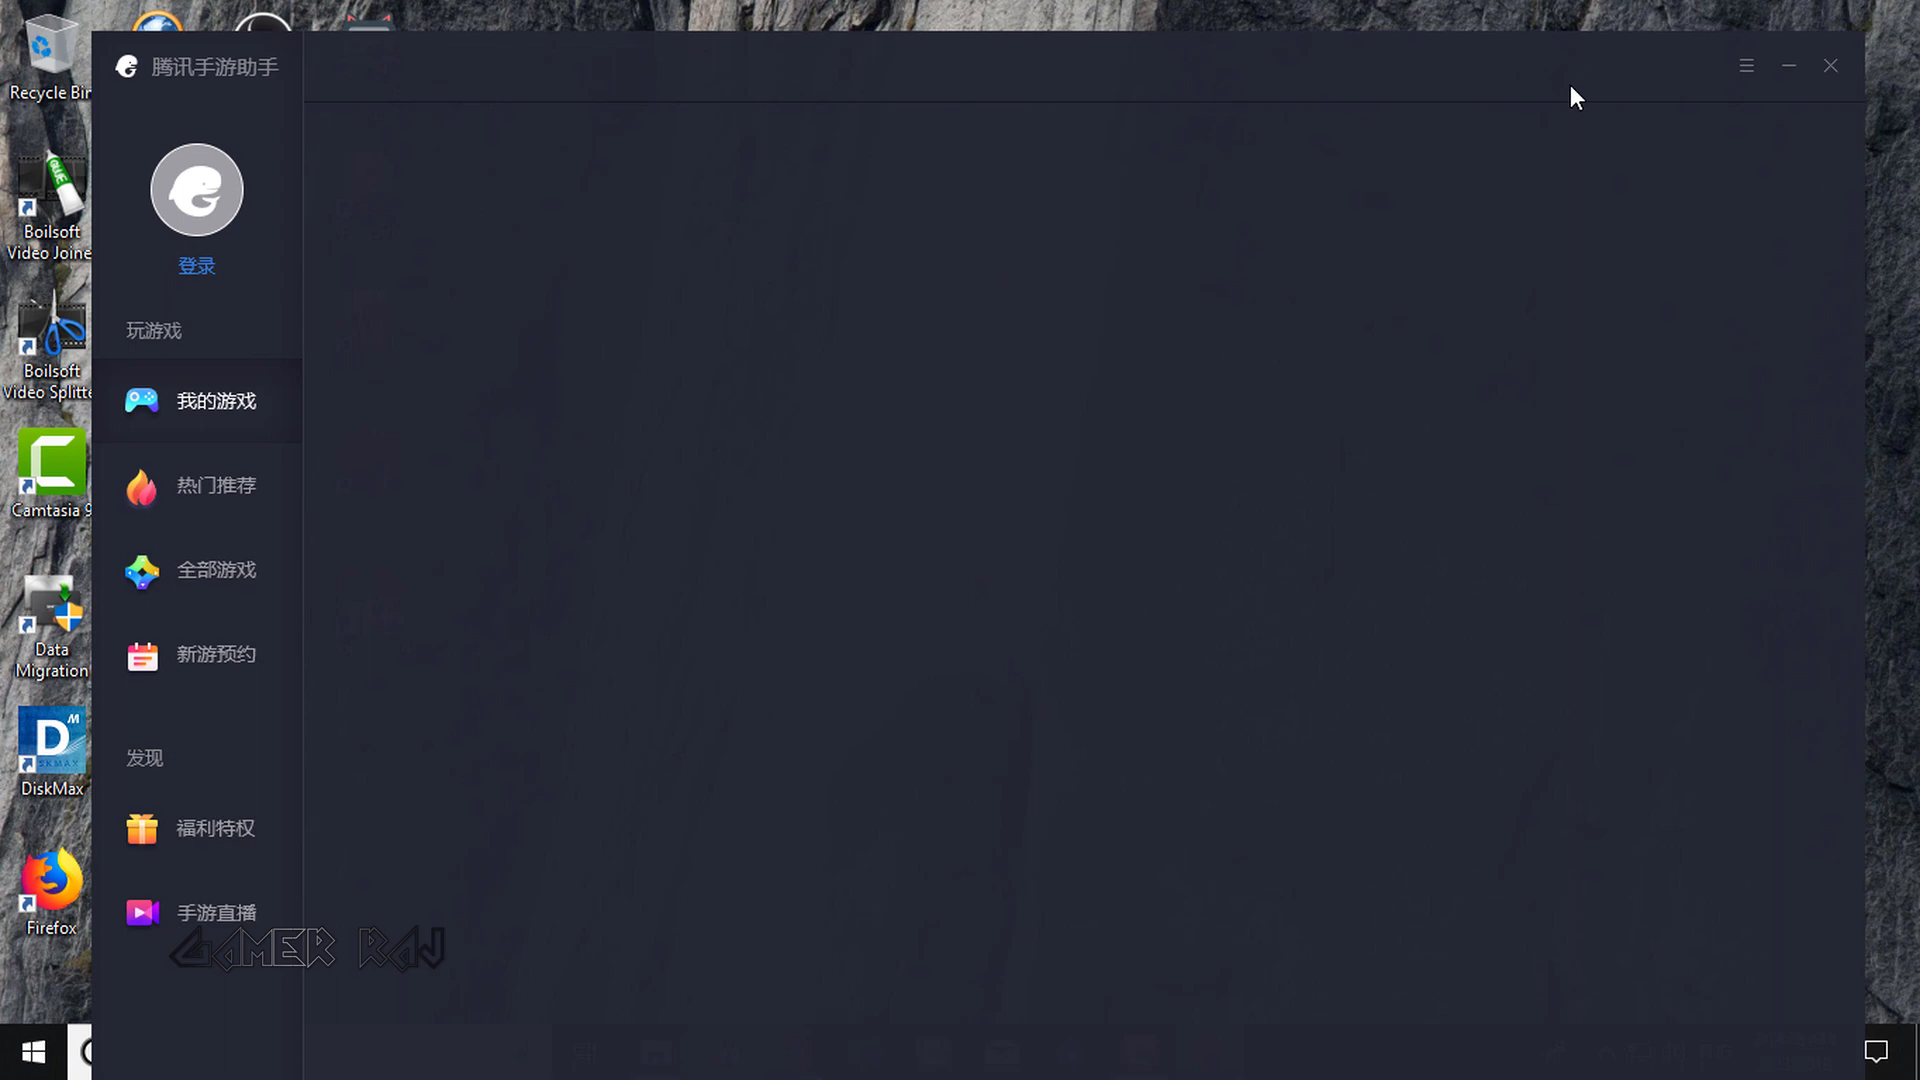 Recycle Bin
Boilsoft
Video Joine
Boilsoft
Video Splitte
Camtasia 9
Data
Migration
DiskMax
Firefox
腾讯手游助手
登录
玩游戏
我的游戏
热门推荐
全部游戏
新游预约
发现
福利特权
手游直播
GAMER RAJ